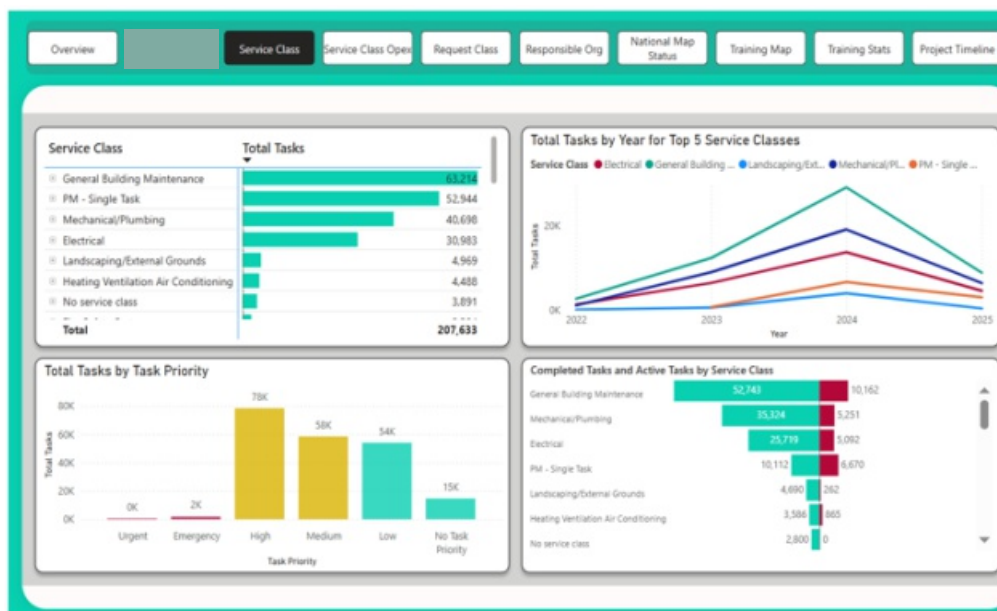 Overview
Service Class
Service Class Opex
Request Class
Responsible Org
National Map
Status
Training Map
Training Stats
Project Timeline
Service Class
Total Tasks
General Building Maintenance
63,214
PM - Single Task
52,944
Mechanical/Plumbing
40,698
Electrical
30,983
Landscaping/External Grounds
4,969
Heating Ventilation Air Conditioning
4,488
No service class
3,891
Total
207,633
Total Tasks by Year for Top 5 Service Classes
Service Class
Electrical
General Building ...
Landscaping/Ext...
Mechanical/Pl...
PM - Single ...
Total Tasks
20K
0K
2022
2023
2024
2025
Year
Total Tasks by Task Priority
Total Tasks
80K
60K
40K
20K
0K
0K
2K
78K
58K
54K
15K
Urgent
Emergency
High
Medium
Low
No Task
Priority
Task Priority
Completed Tasks and Active Tasks by Service Class
General Building Maintenance
52,743
10,162
Mechanical/Plumbing
35,324
5,251
Electrical
25,719
5,092
PM - Single Task
10,112
6,670
Landscaping/External Grounds
4,690
262
Heating Ventilation Air Conditioning
3,586
865
No service class
2,800
0